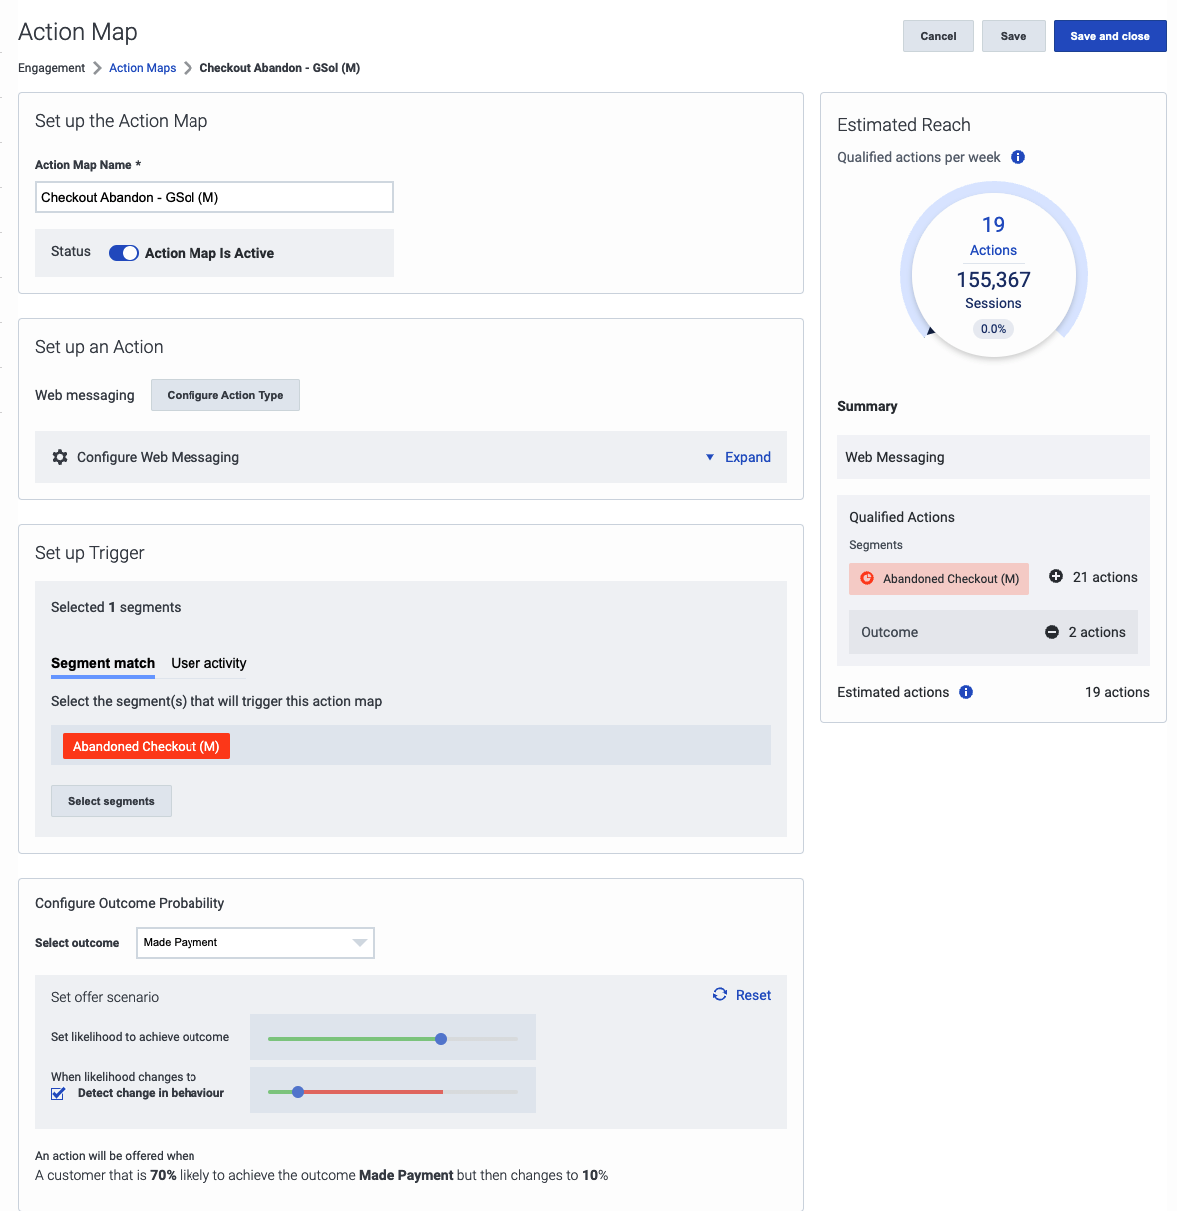 Action Map
Cancel
Save
Save and close
Engagement
Action Maps
Checkout Abandon - GSol (M)
Set up the Action Map
Action Map Name *
Checkout Abandon - GSol (M)
Status
Action Map Is Active
Set up an Action
Web messaging
Configure Action Type
Configure Web Messaging
Expand
Set up Trigger
Selected 1 segments
Segment match
User activity
Select the segment(s) that will trigger this action map
Abandoned Checkout (M)
Select segments
Configure Outcome Probability
Select outcome
Made Payment
Set offer scenario
Reset
Set likelihood to achieve outcome
When likelihood changes to
Detect change in behaviour
An action will be offered when
A customer that is 70% likely to achieve the outcome Made Payment but then changes to 10%
Estimated Reach
Qualified actions per week
19
Actions
155,367
Sessions
0.0%
Summary
Web Messaging
Qualified Actions
Segments
Abandoned Checkout (M)
21 actions
Outcome
2 actions
Estimated actions
19 actions